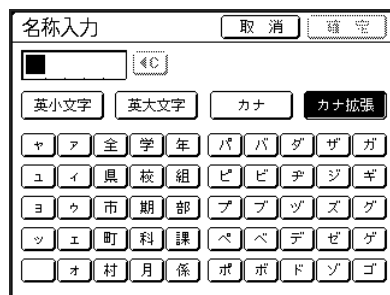 名称入力 取 消 確 定
◀C
英小文字 英大文字 カナ カナ拡張
ャ ァ 全 学 年 パ バ ダ ザ ガ
ュ ィ 県 校 組 ピ ビ ヂ ジ ギ
ョ ゥ 市 期 部 プ ブ ヅ ズ グ
ッ ェ 町 科 課 ペ ベ デ ゼ ゲ
ォ 村 月 係 ポ ボ ド ゾ ゴ